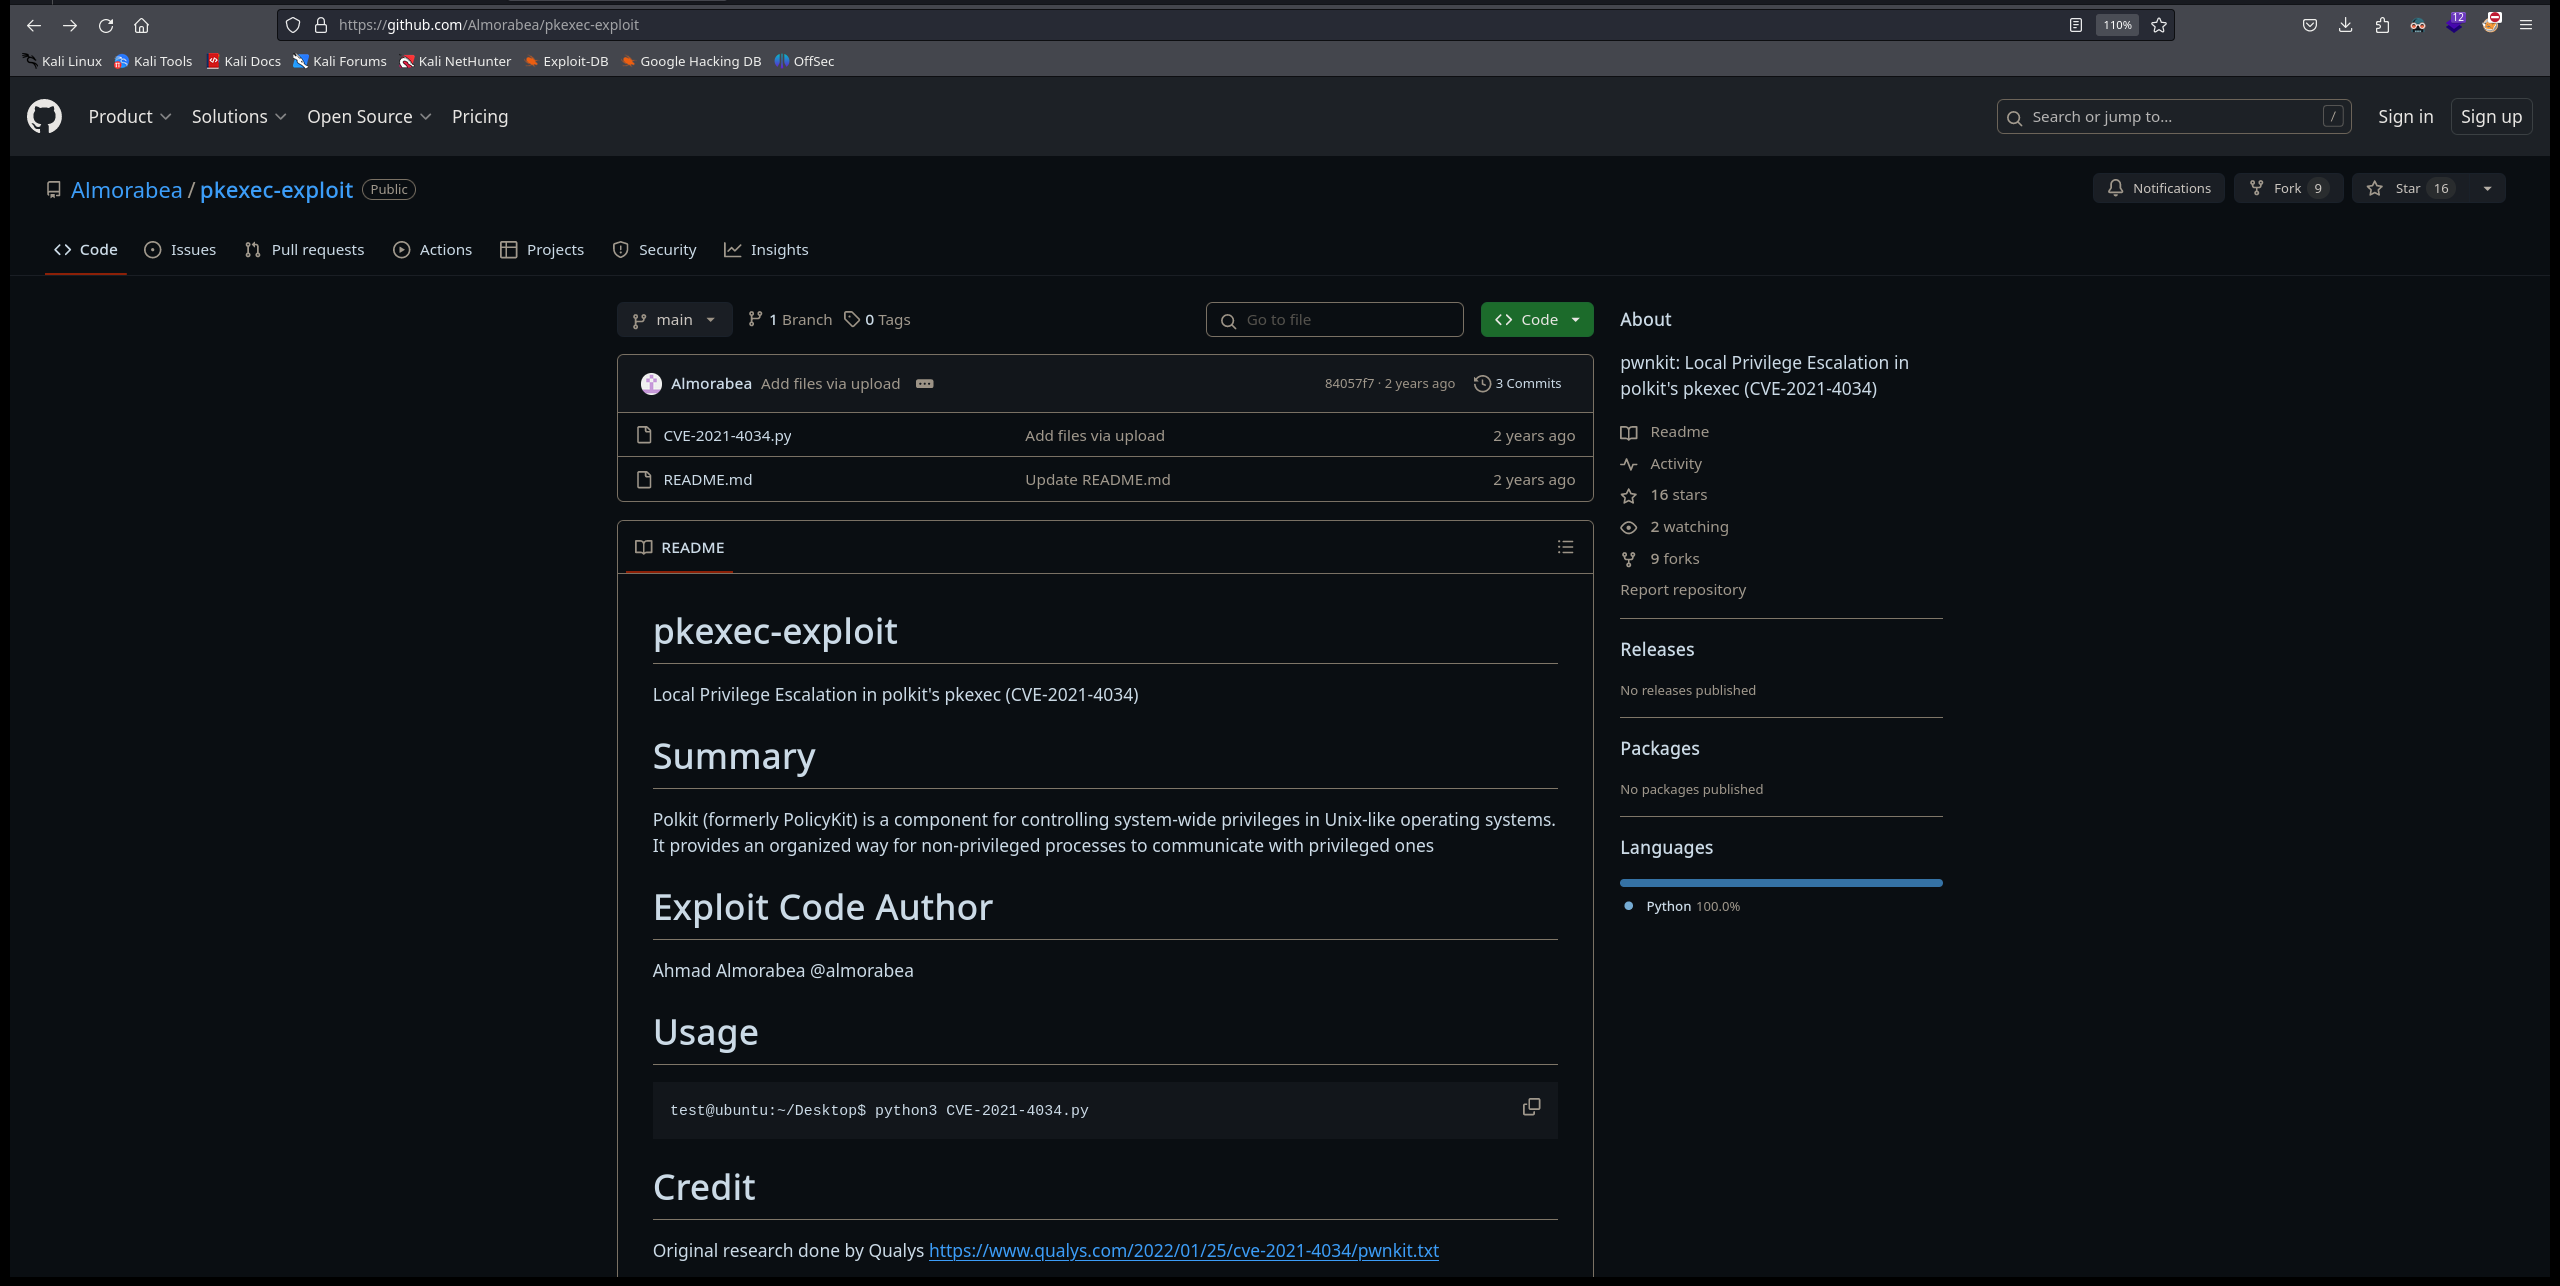 https://github.com/Almorabea/pkexec-exploit
110%
12
Kali Linux Kali Tools Kali Docs Kali Forums Kali NetHunter Exploit-DB Google Hacking DB OffSec
Product Solutions Open Source Pricing
Search or jump to... /
Sign in Sign up
Almorabea / pkexec-exploit Public
Notifications Fork 9 Star 16
Code Issues Pull requests Actions Projects Security Insights
main 1 Branch 0 Tags
Go to file
Code
Almorabea Add files via upload 84057f7 · 2 years ago 3 Commits
CVE-2021-4034.py Add files via upload 2 years ago
README.md Update README.md 2 years ago
README
pkexec-exploit
Local Privilege Escalation in polkit's pkexec (CVE-2021-4034)
Summary
Polkit (formerly PolicyKit) is a component for controlling system-wide privileges in Unix-like operating systems.
It provides an organized way for non-privileged processes to communicate with privileged ones
Exploit Code Author
Ahmad Almorabea @almorabea
Usage
test@ubuntu:~/Desktop$ python3 CVE-2021-4034.py
Credit
Original research done by Qualys https://www.qualys.com/2022/01/25/cve-2021-4034/pwnkit.txt
About
pwnkit: Local Privilege Escalation in
polkit's pkexec (CVE-2021-4034)
Readme
Activity
16 stars
2 watching
9 forks
Report repository
Releases
No releases published
Packages
No packages published
Languages
Python 100.0%